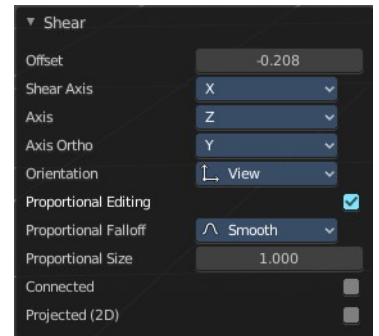 Shear
Offset -0.208
Shear Axis X
Axis Z
Axis Ortho Y
Orientation View
Proportional Editing
Proportional Falloff Smooth
Proportional Size 1.000
Connected
Projected (2D)